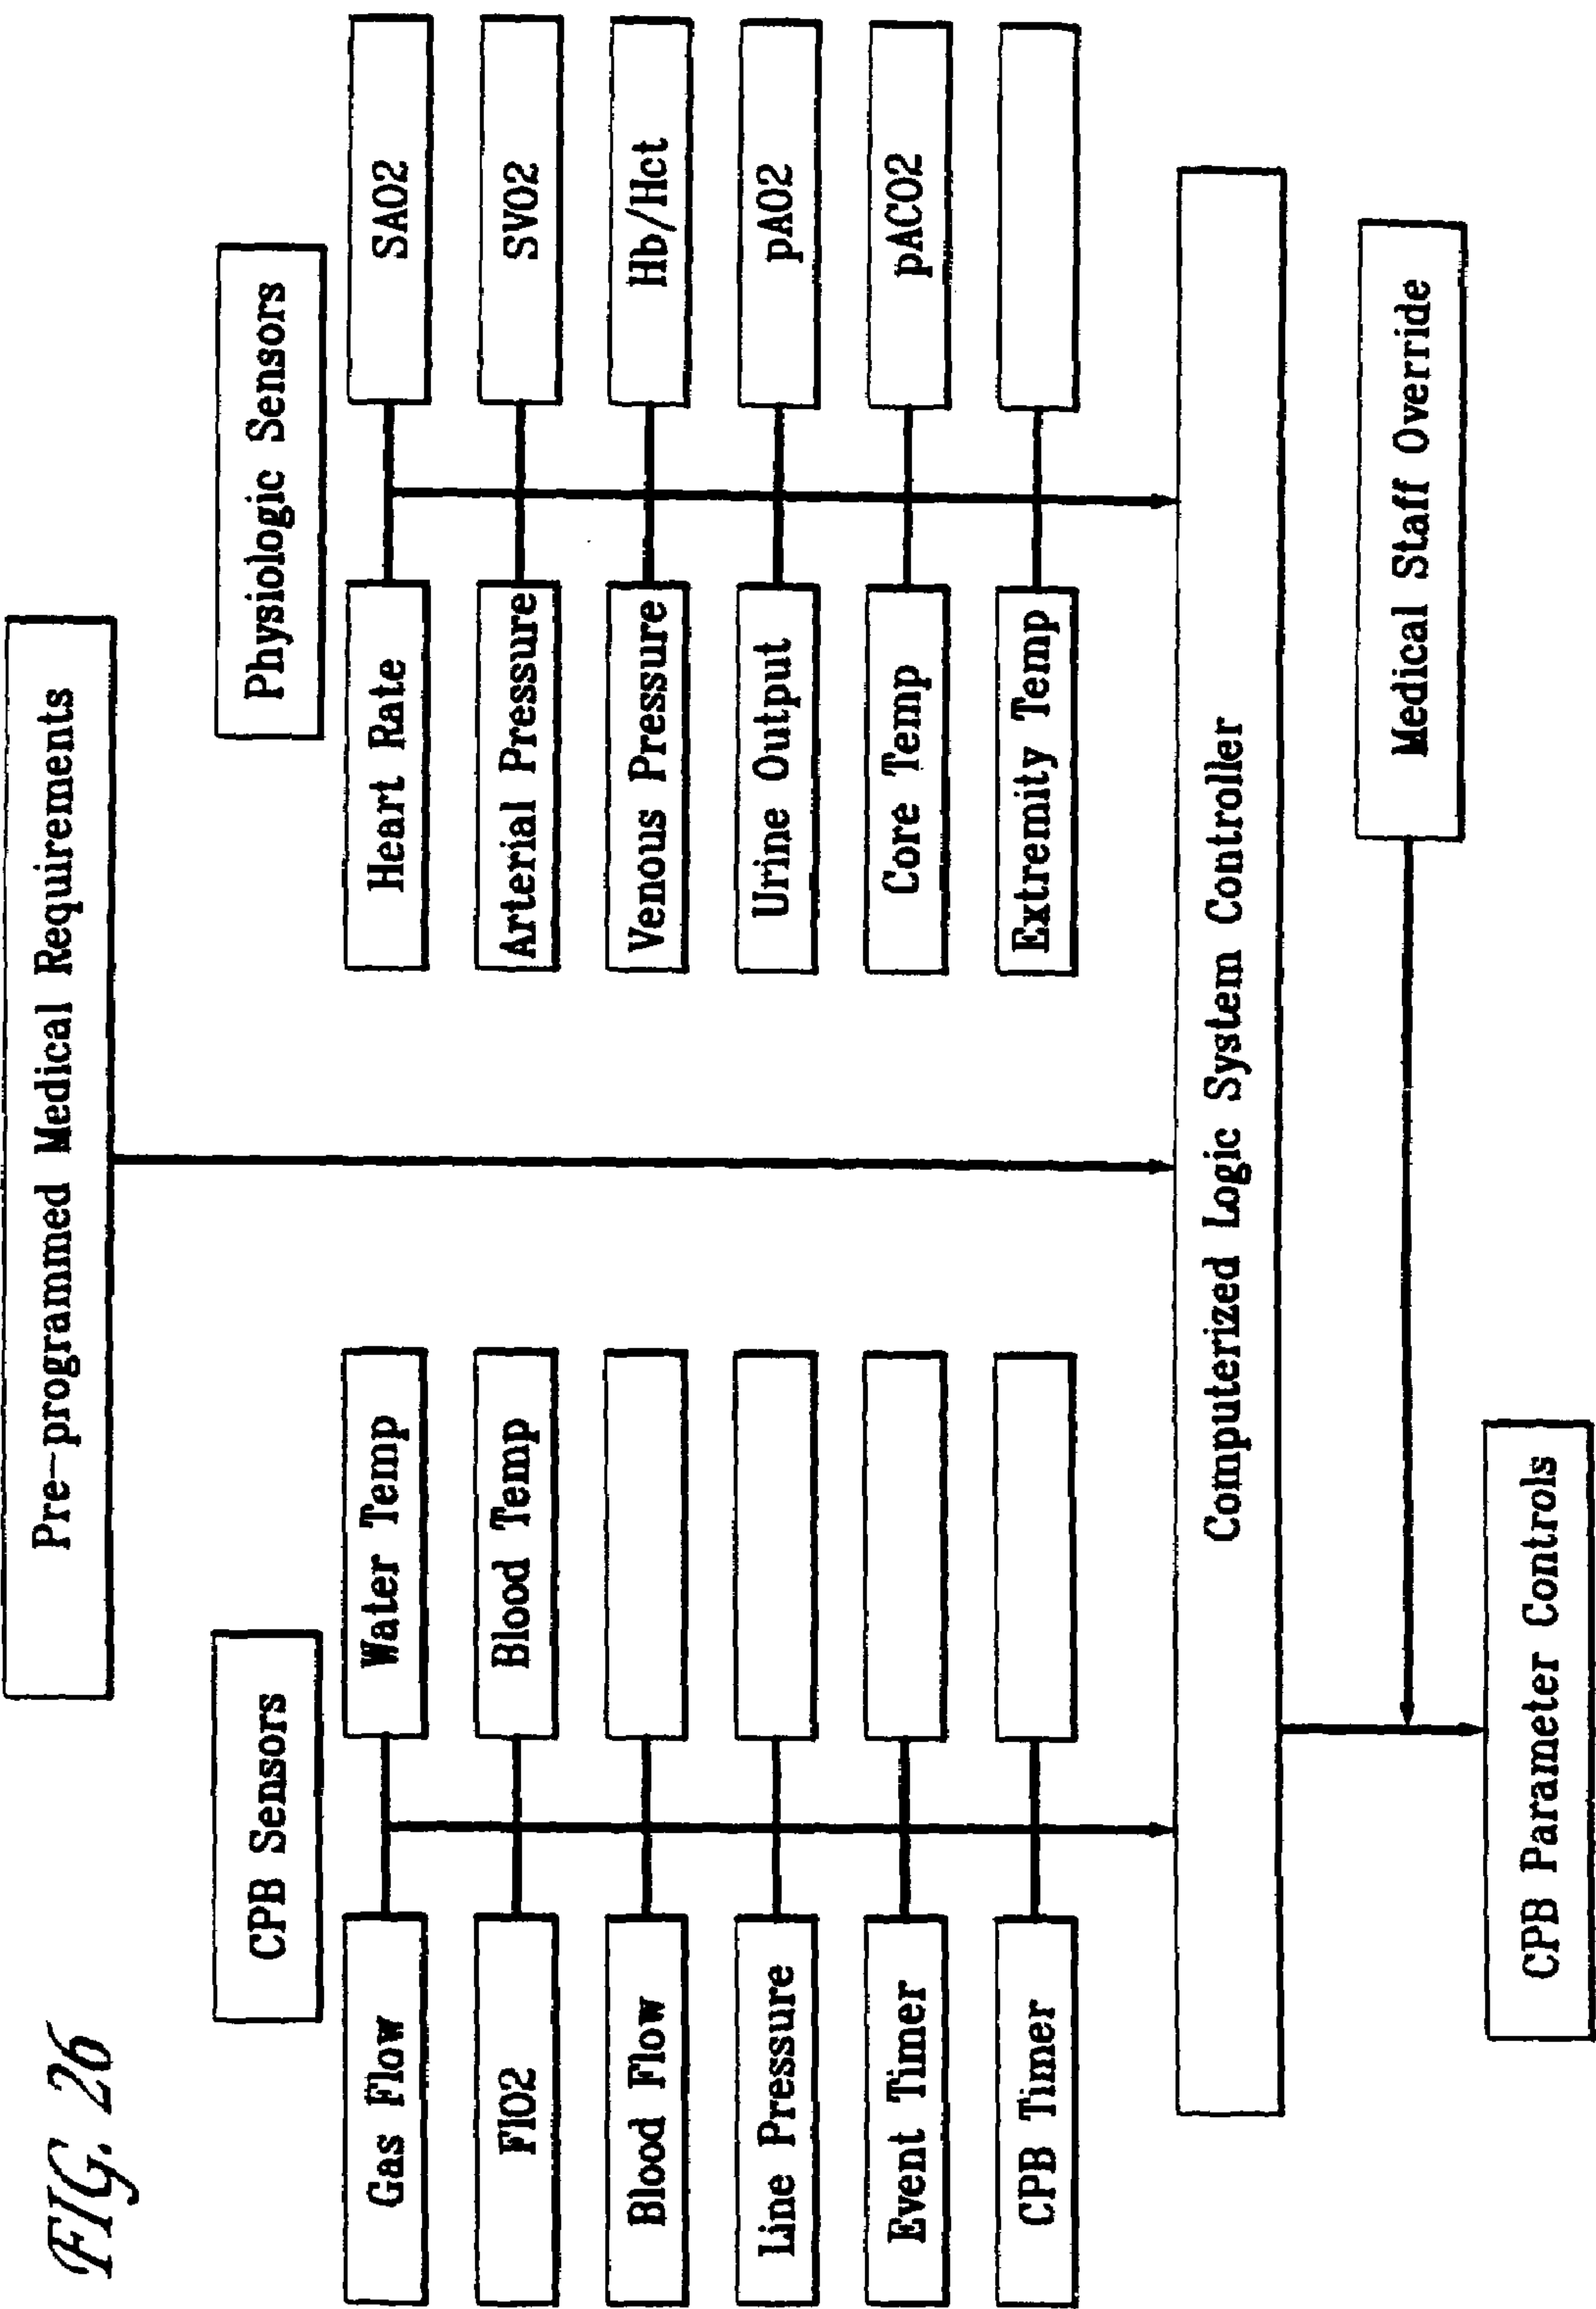 FIG. 26
Pre-programmed Medical Requirements
CPB Sensors
Gas Flow
Water Temp
FIO2
Blood Temp
Blood Flow
Line Pressure
Event Timer
CPB Timer
Physiologic Sensors
Heart Rate
SAO2
Arterial Pressure
SVO2
Venous Pressure
Hb/Hct
Urine Output
pAO2
Core Temp
pACO2
Extremity Temp
Computerized Logic System Controller
Medical Staff Override
CPB Parameter Controls